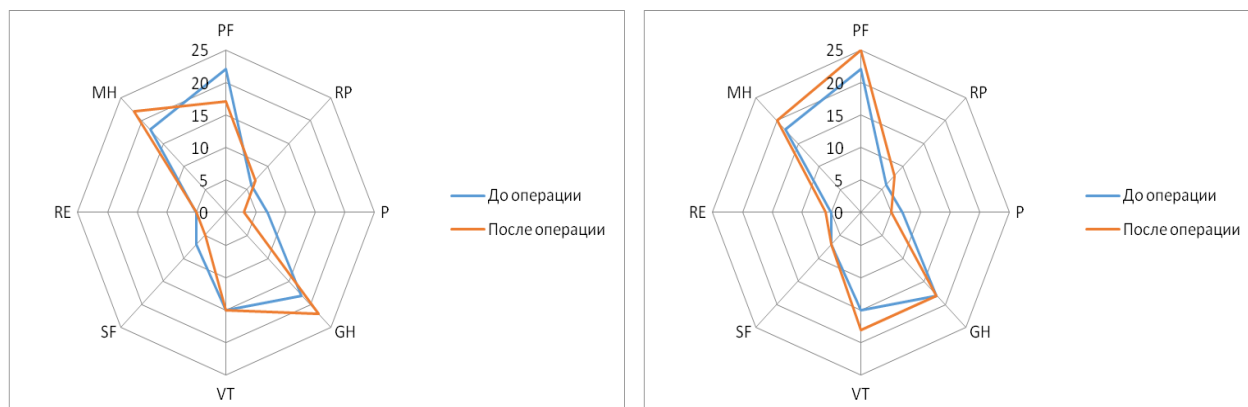 PF
25
20
15
10
5
0
RP
P
GH
VT
SF
RE
MH
До операции
После операции
PF
25
20
15
10
5
0
RP
P
GH
VT
SF
RE
MH
До операции
После операции